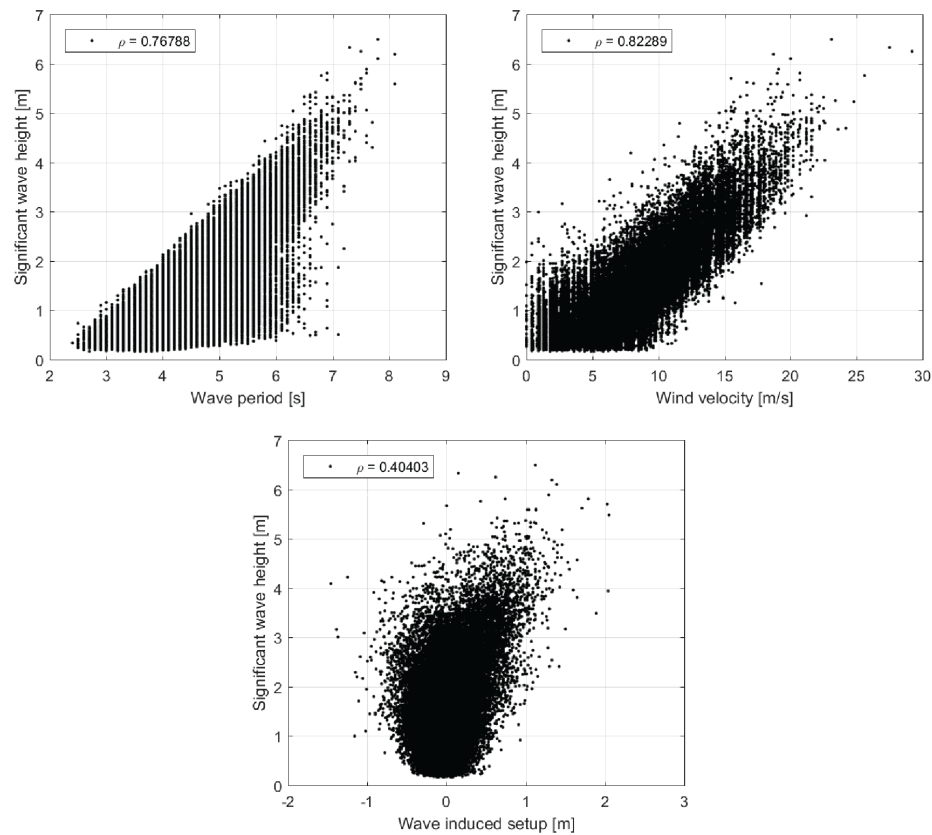 7
6
5
4
3
2
1
0
Significant wave height [m]
ρ = 0.76788
2 3 4 5 6 7 8 9
Wave period [s]
7
6
5
4
3
2
1
0
Significant wave height [m]
ρ = 0.82289
0 5 10 15 20 25 30
Wind velocity [m/s]
7
6
5
4
3
2
1
0
Significant wave height [m]
ρ = 0.40403
-2 -1 0 1 2 3
Wave induced setup [m]